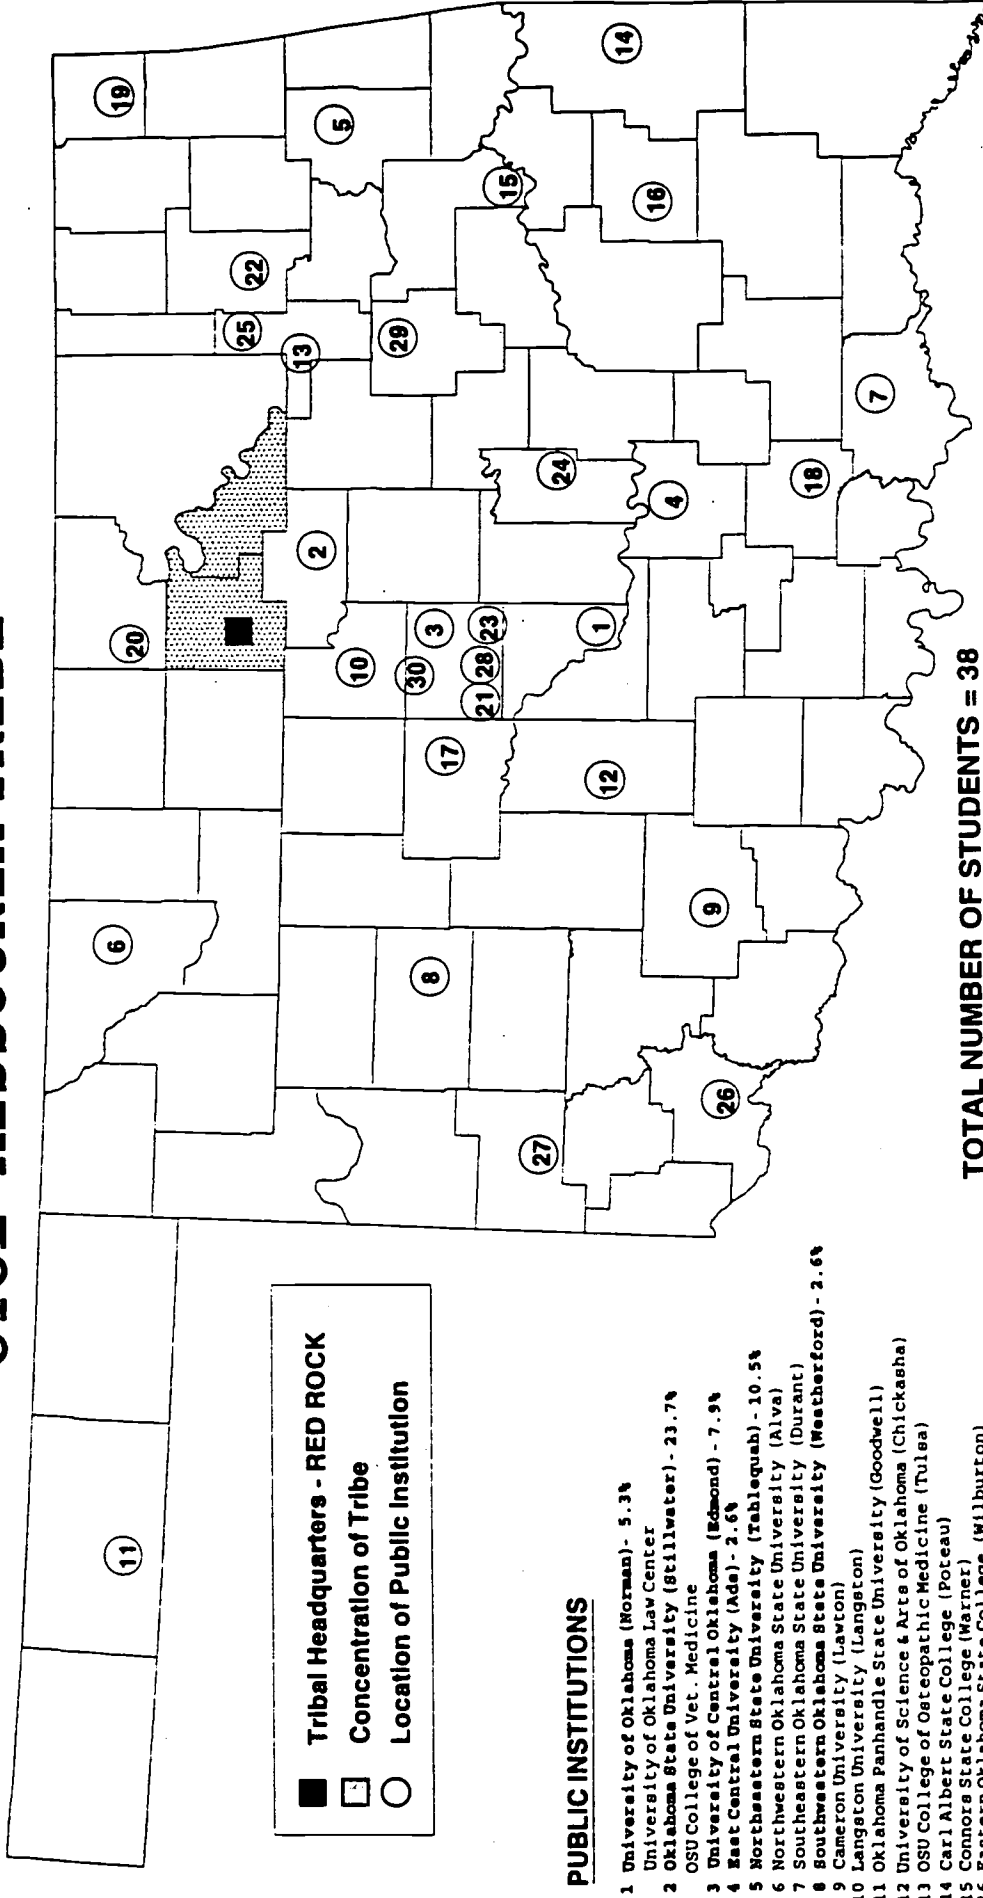 Tribal Headquarters - RED ROCK
Concentration of Tribe
Location of Public Institution
PUBLIC INSTITUTIONS
1 University of Oklahoma (Norman) - 5.3%
University of Oklahoma Law Center
2 Oklahoma State University (Stillwater) - 23.7%
OSU College of Vet. Medicine
3 University of Central Oklahoma (Edmond) - 7.9%
4 East Central University (Ada) - 2.6%
5 Northeastern State University (Tahlequah) - 10.5%
6 Northwestern Oklahoma State University (Alva)
7 Southeastern Oklahoma State University (Durant)
8 Southwestern Oklahoma State University (Weatherford) - 2.6%
9 Cameron University (Lawton)
10 Langston University (Langston)
11 Oklahoma Panhandle State University (Goodwell)
12 University of Science & Arts of Oklahoma (Chickasha)
13 OSU College of Osteopathic Medicine (Tulsa)
14 Carl Albert State College (Poteau)
15 Connors State College (Warner)
16 Eastern Oklahoma State College (Wilburton)
TOTAL NUMBER OF STUDENTS = 38
11
6
20
19
22
25
13
5
2
10
30
3
29
8
17
21
28
23
15
14
27
12
1
24
4
16
26
9
18
7